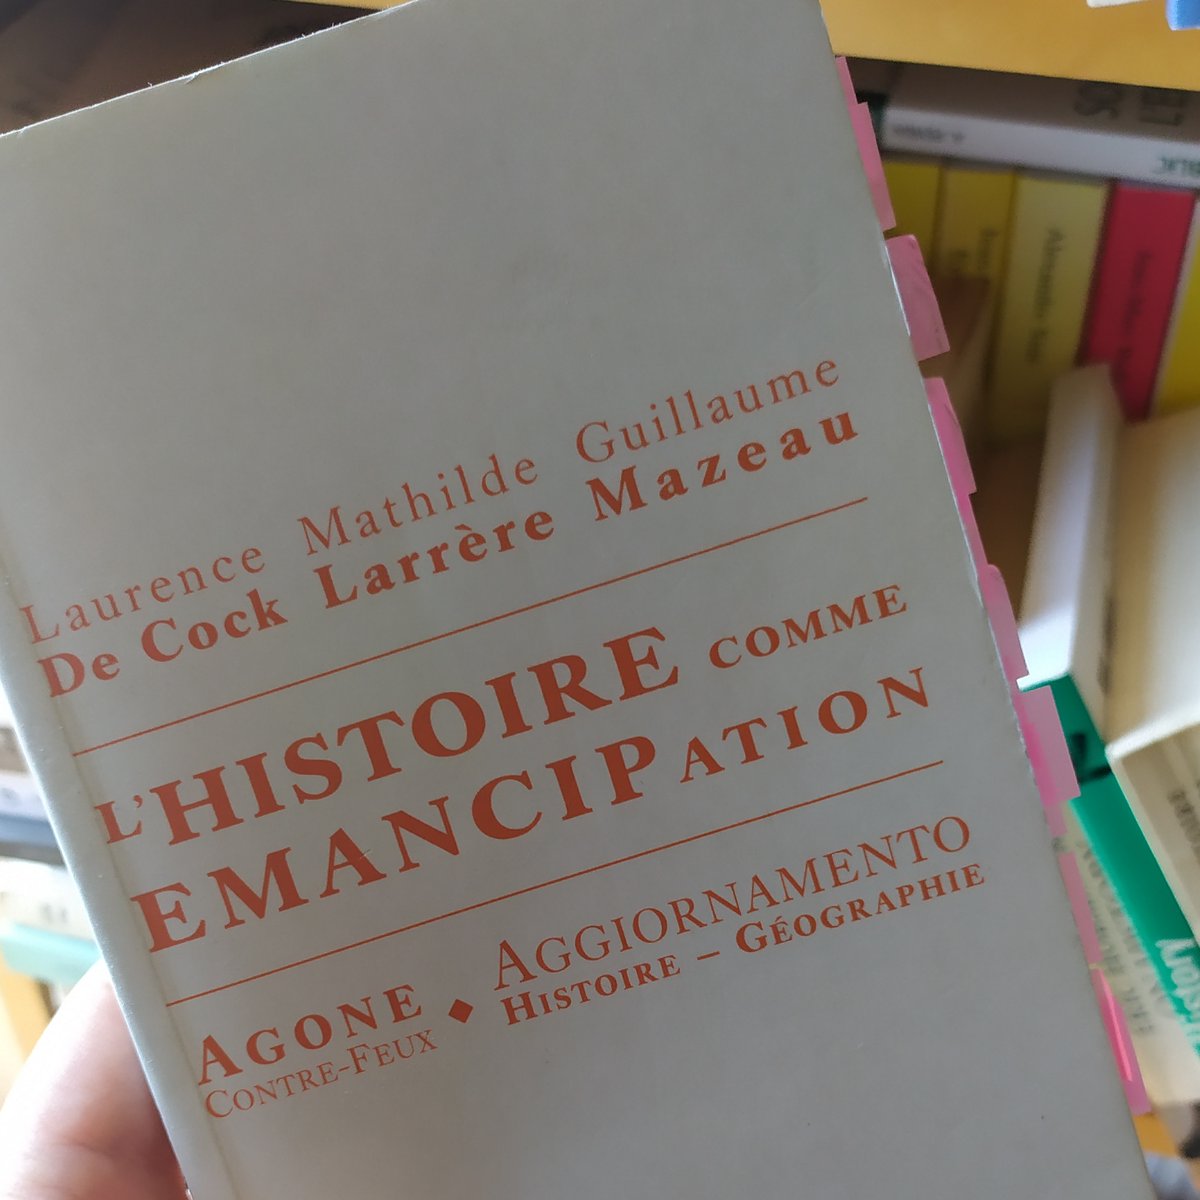 Laurence Mathilde Guillaume
De Cock Larrère Mazeau
L'HISTOIRE COMME
EMANCIPATION
AGONE ◆ AGGIORNAMENTO
CONTRE-FEUX HISTOIRE – GÉOGRAPHIE